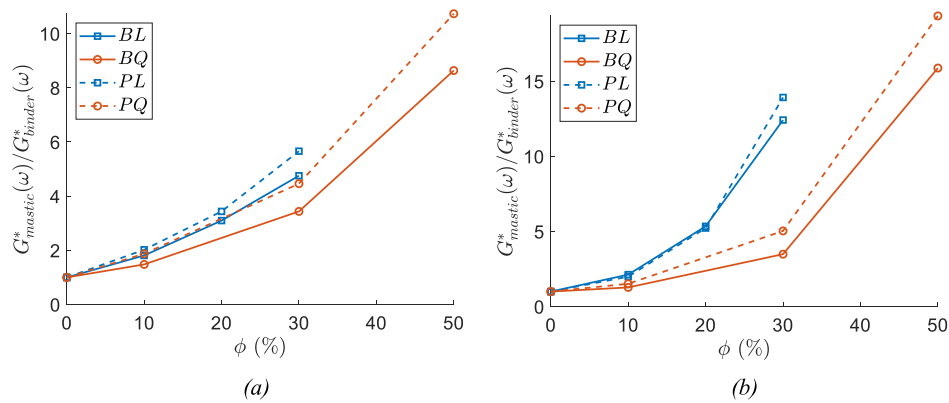 BL
BQ
PL
PQ
G*mastic(ω)/G*binder(ω)
0
2
4
6
8
10
0 10 20 30 40 50
ϕ (%)
(a)
BL
BQ
PL
PQ
G*mastic(ω)/G*binder(ω)
0
5
10
15
0 10 20 30 40 50
ϕ (%)
(b)